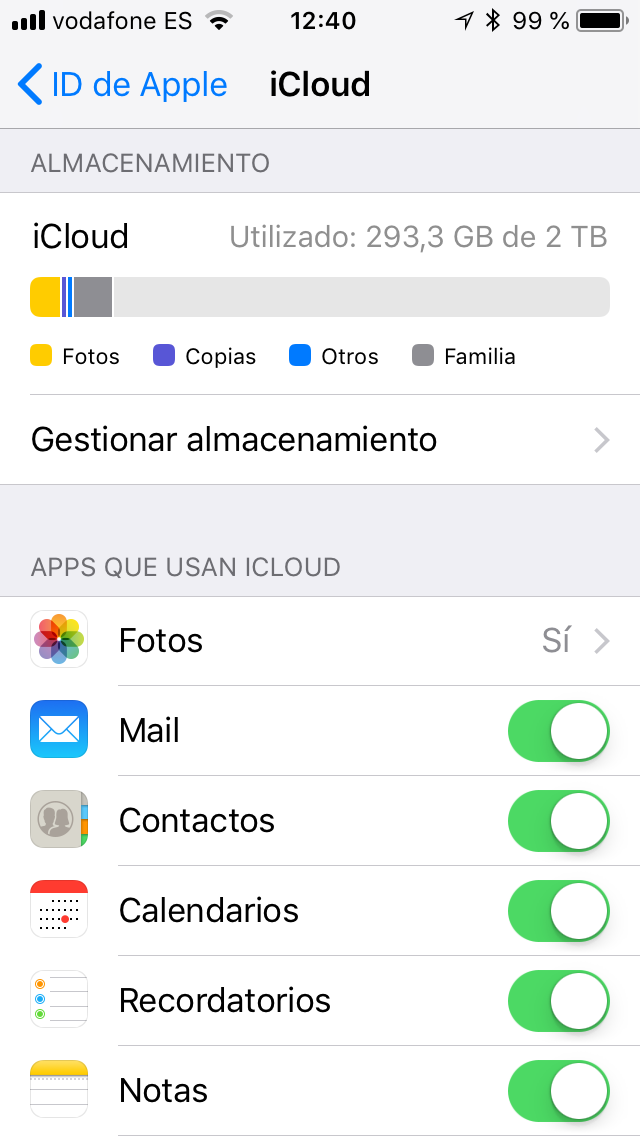 vodafone ES 12:40 99 %
ID de Apple iCloud
ALMACENAMIENTO
iCloud Utilizado: 293,3 GB de 2 TB
Fotos Copias Otros Familia
Gestionar almacenamiento
APPS QUE USAN ICLOUD
Fotos Sí
Mail
Contactos
Calendarios
Recordatorios
Notas